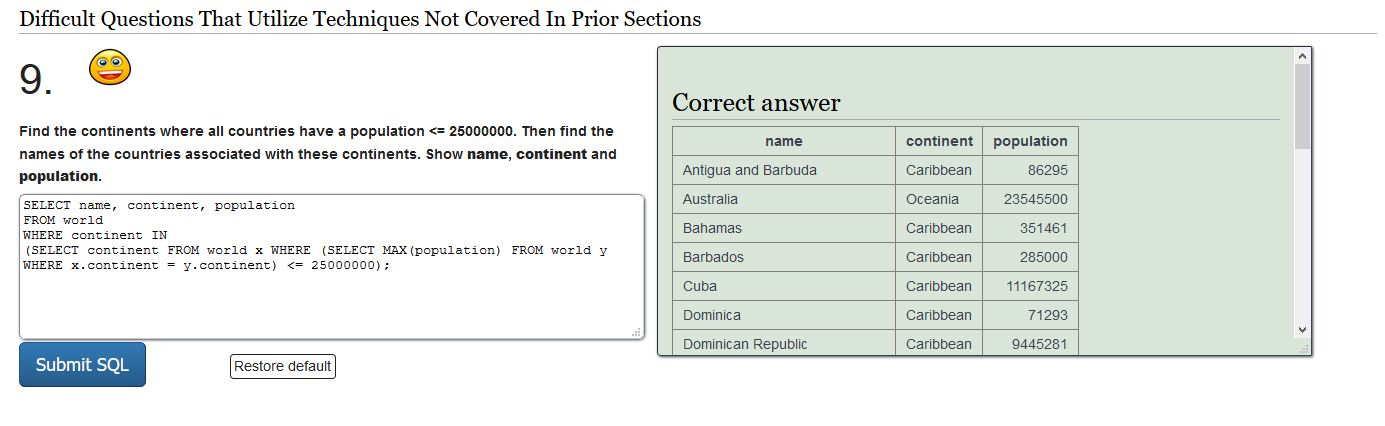 Difficult Questions That Utilize Techniques Not Covered In Prior Sections
9.
Find the continents where all countries have a population <= 25000000. Then find the
names of the countries associated with these continents. Show name, continent and
population.
SELECT name, continent, population
FROM world
WHERE continent IN
(SELECT continent FROM world x WHERE (SELECT MAX(population) FROM world y
WHERE x.continent = y.continent) <= 25000000);
Submit SQL
Restore default
Correct answer
name continent population
Antigua and Barbuda Caribbean 86295
Australia Oceania 23545500
Bahamas Caribbean 351461
Barbados Caribbean 285000
Cuba Caribbean 11167325
Dominica Caribbean 71293
Dominican Republic Caribbean 9445281